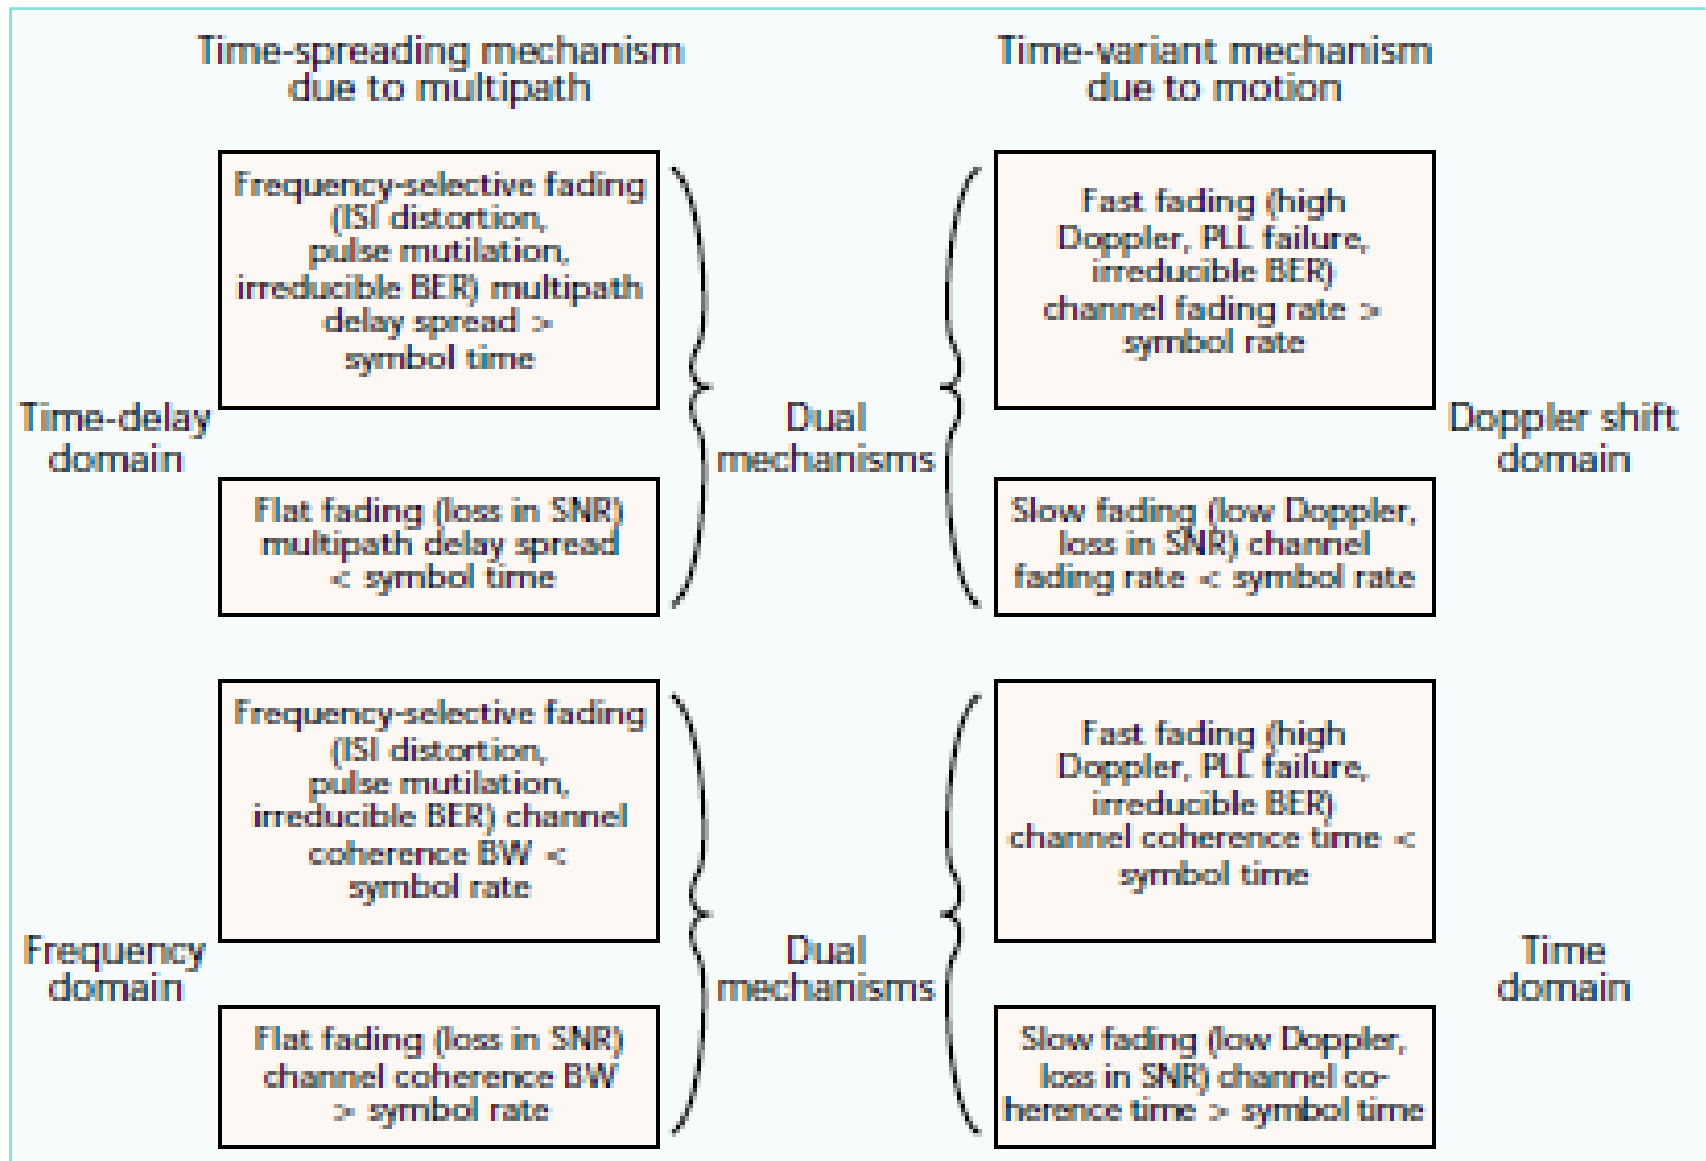 Time-spreading mechanism
due to multipath
Time-variant mechanism
due to motion
Frequency-selective fading
(ISI distortion,
pulse mutilation,
irreducible BER) multipath
delay spread >
symbol time
Fast fading (high
Doppler, PLL failure,
irreducible BER)
channel fading rate >
symbol rate
Time-delay
domain
Dual
mechanisms
Doppler shift
domain
Flat fading (loss in SNR)
multipath delay spread
< symbol time
Slow fading (low Doppler,
loss in SNR) channel
fading rate < symbol rate
Frequency-selective fading
(ISI distortion,
pulse mutilation,
irreducible BER) channel
coherence BW <
symbol rate
Fast fading (high
Doppler, PLL failure,
irreducible BER)
channel coherence time <
symbol time
Frequency
domain
Dual
mechanisms
Time
domain
Flat fading (loss in SNR)
channel coherence BW
> symbol rate
Slow fading (low Doppler,
loss in SNR) channel co-
herence time > symbol time